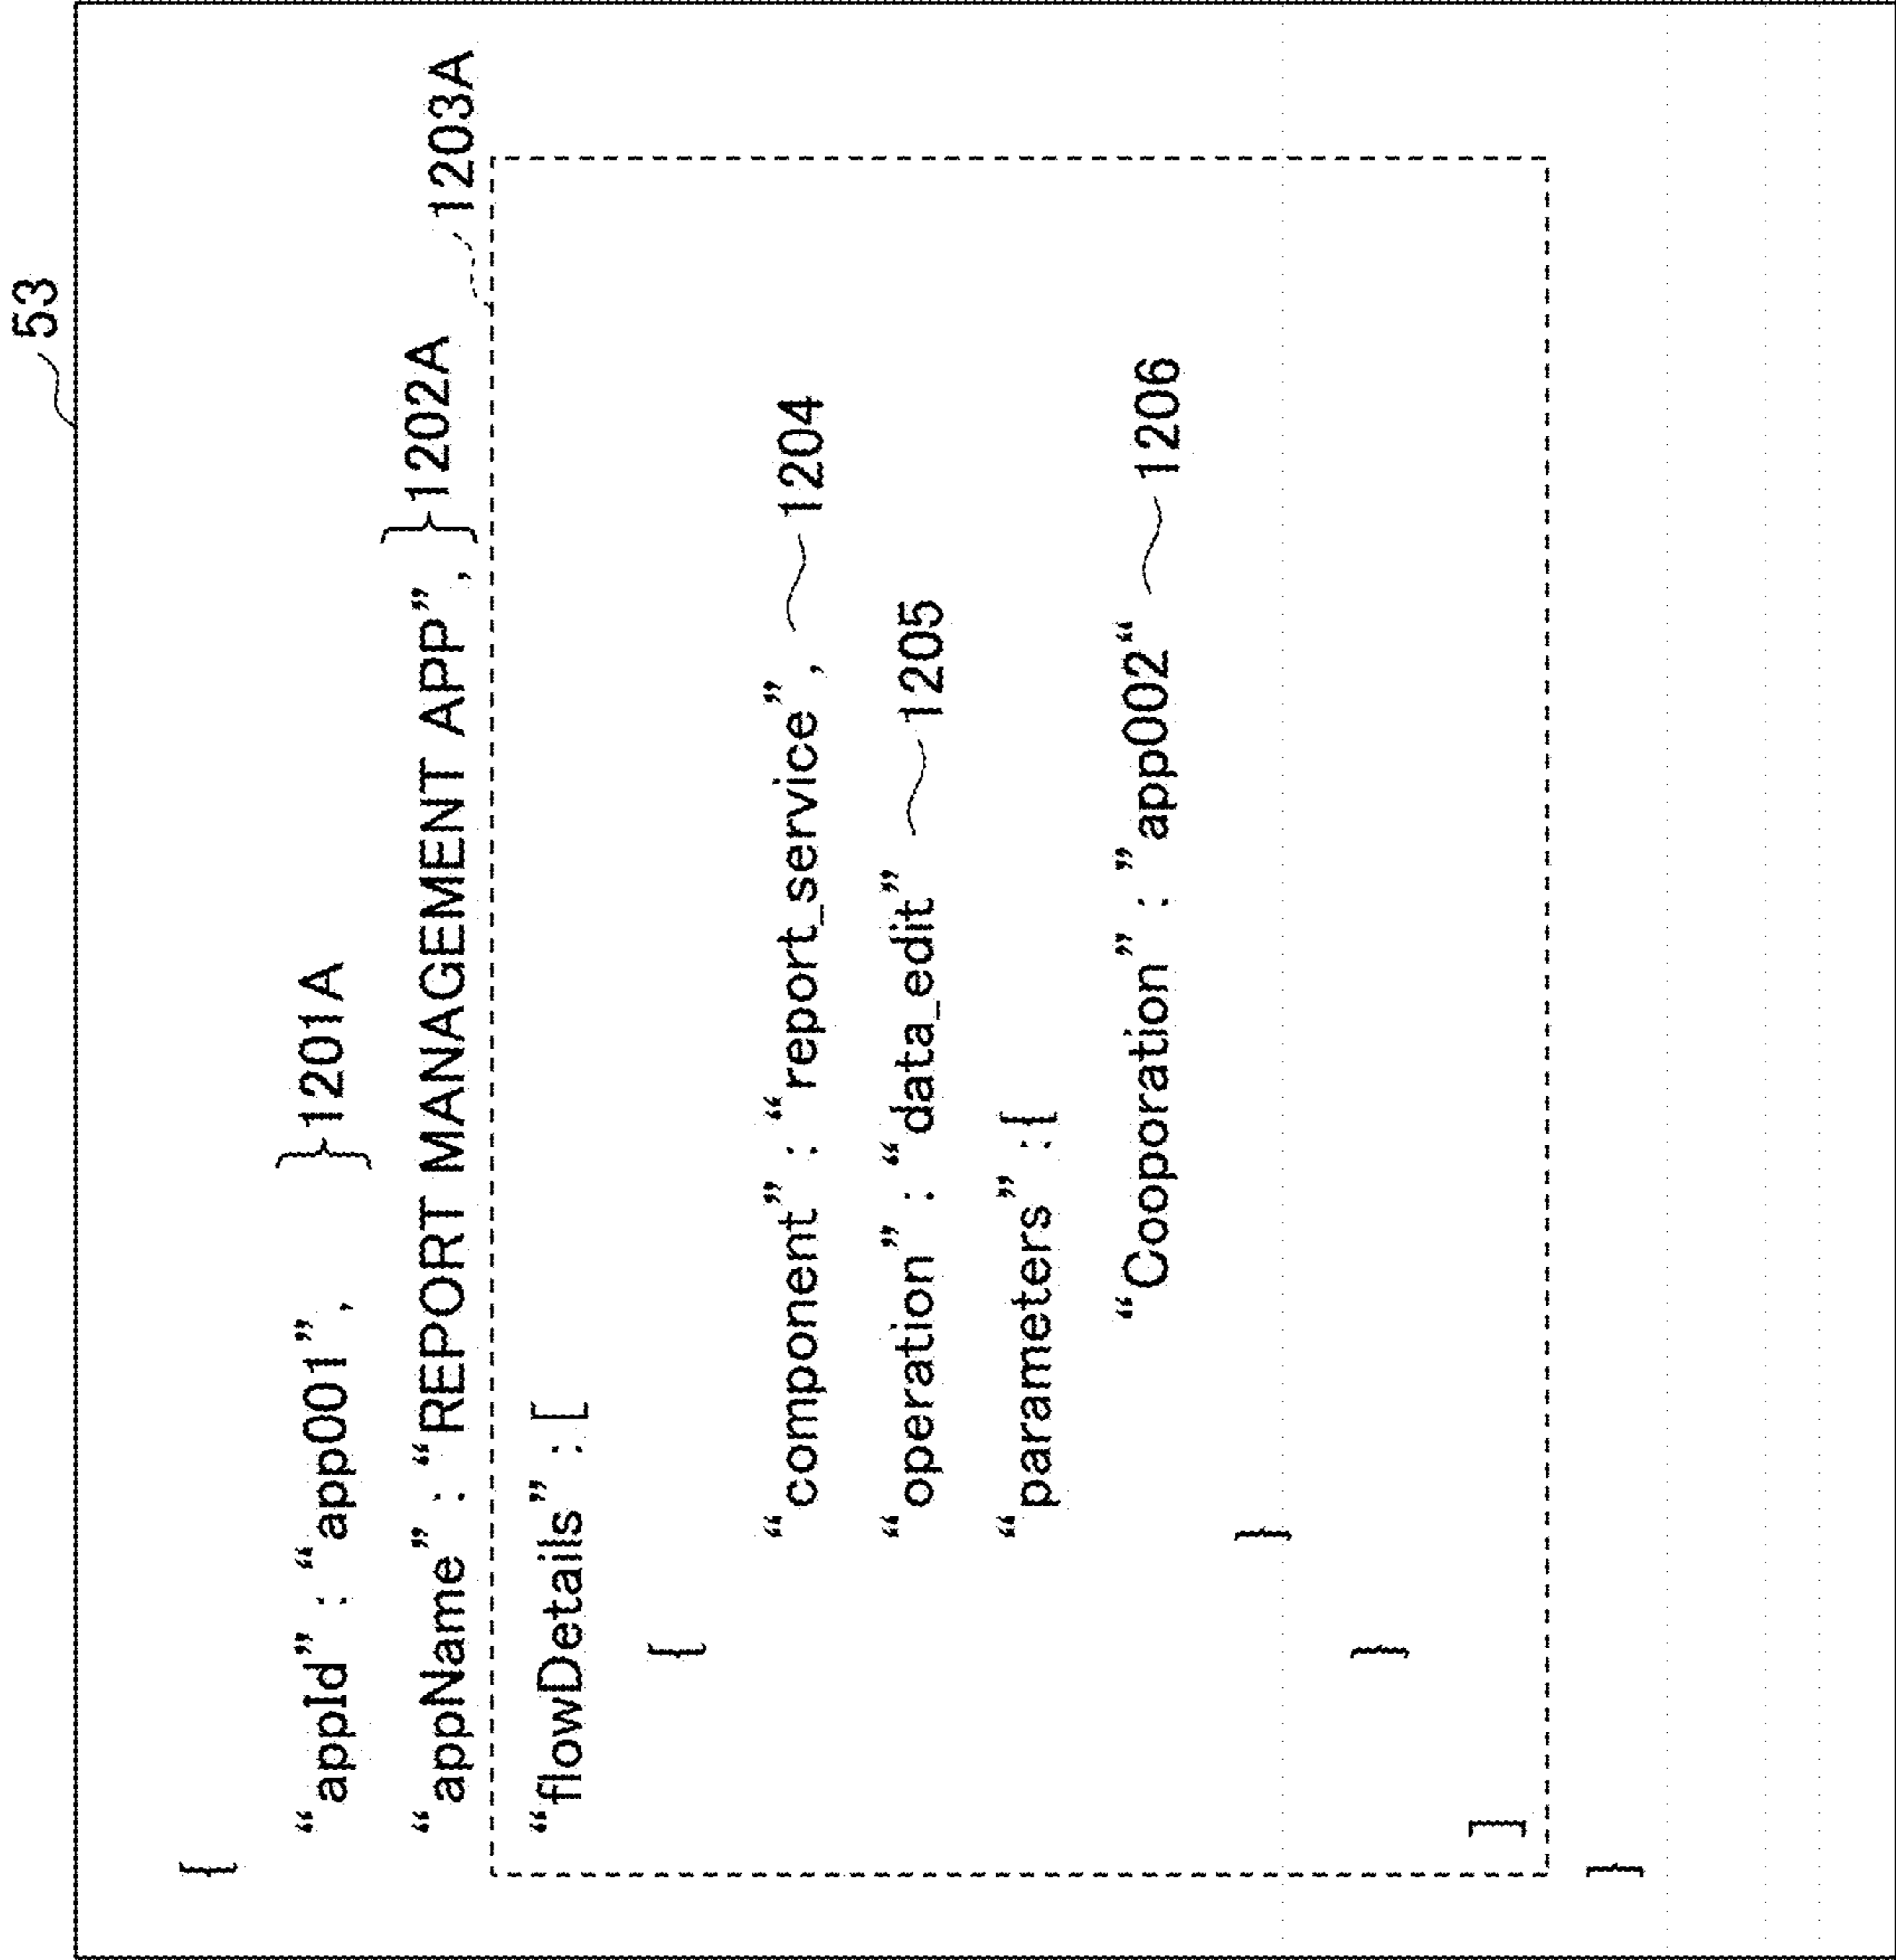 53
{
“appId” : “app001”, }1201A
“appName” : “REPORT MANAGEMENT APP”, }1202A 1203A
“flowDetails” :[
{
“component” : “report_service”, ~ 1204
“operation” : “data_edit” ~ 1205
“parameters” :{
“Cooporation” : ”app002“ ~ 1206
}
}
]
}